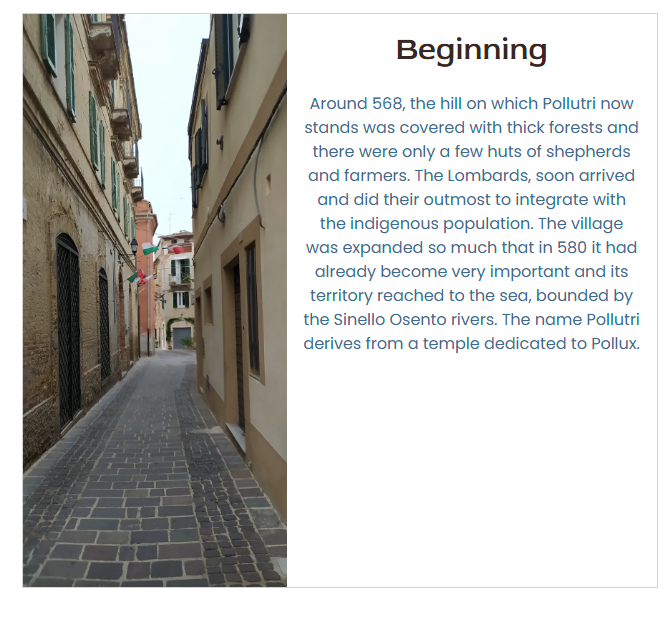 Beginning
Around 568, the hill on which Pollutri now
stands was covered with thick forests and
there were only a few huts of shepherds
and farmers. The Lombards, soon arrived
and did their outmost to integrate with
the indigenous population. The village
was expanded so much that in 580 it had
already become very important and its
territory reached to the sea, bounded by
the Sinello Osento rivers. The name Pollutri
derives from a temple dedicated to Pollux.